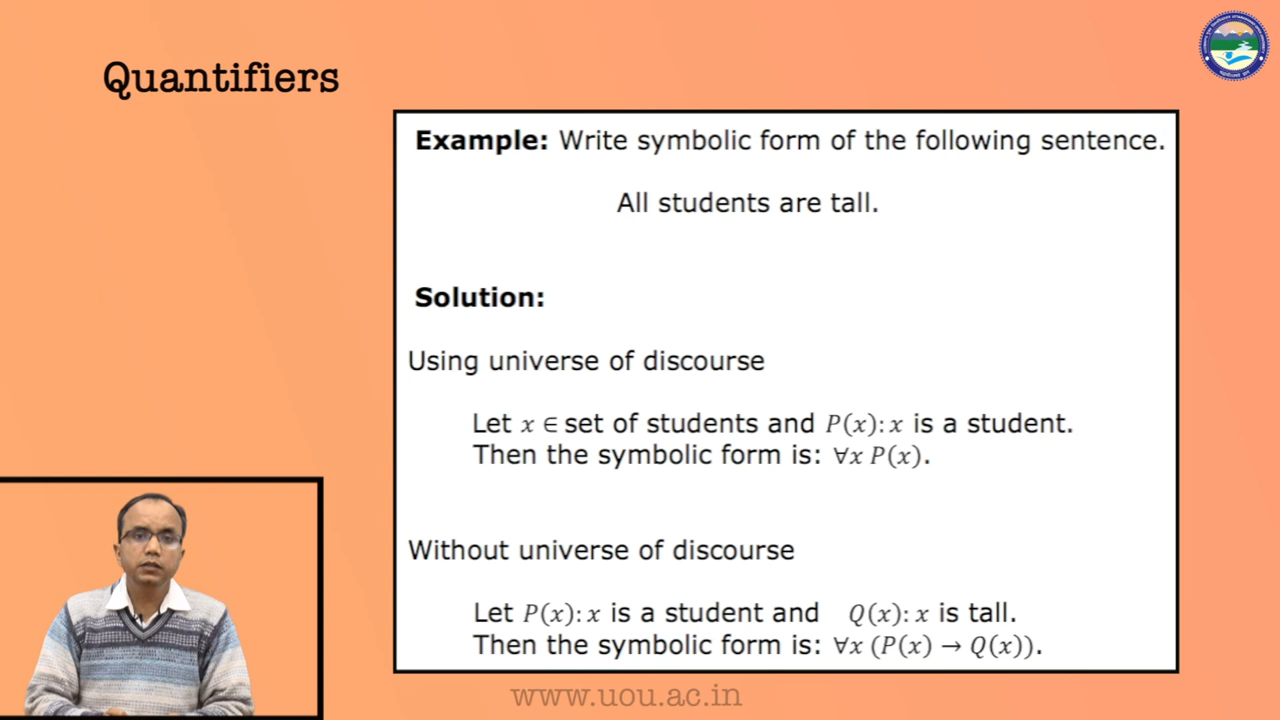 Quantifiers
Example: Write symbolic form of the following sentence.
All students are tall.
Solution:
Using universe of discourse
Let x ∈ set of students and P(x): x is a student.
Then the symbolic form is: ∀x P(x).
Without universe of discourse
Let P(x): x is a student and Q(x): x is tall.
Then the symbolic form is: ∀x (P(x) → Q(x)).
www.uou.ac.in